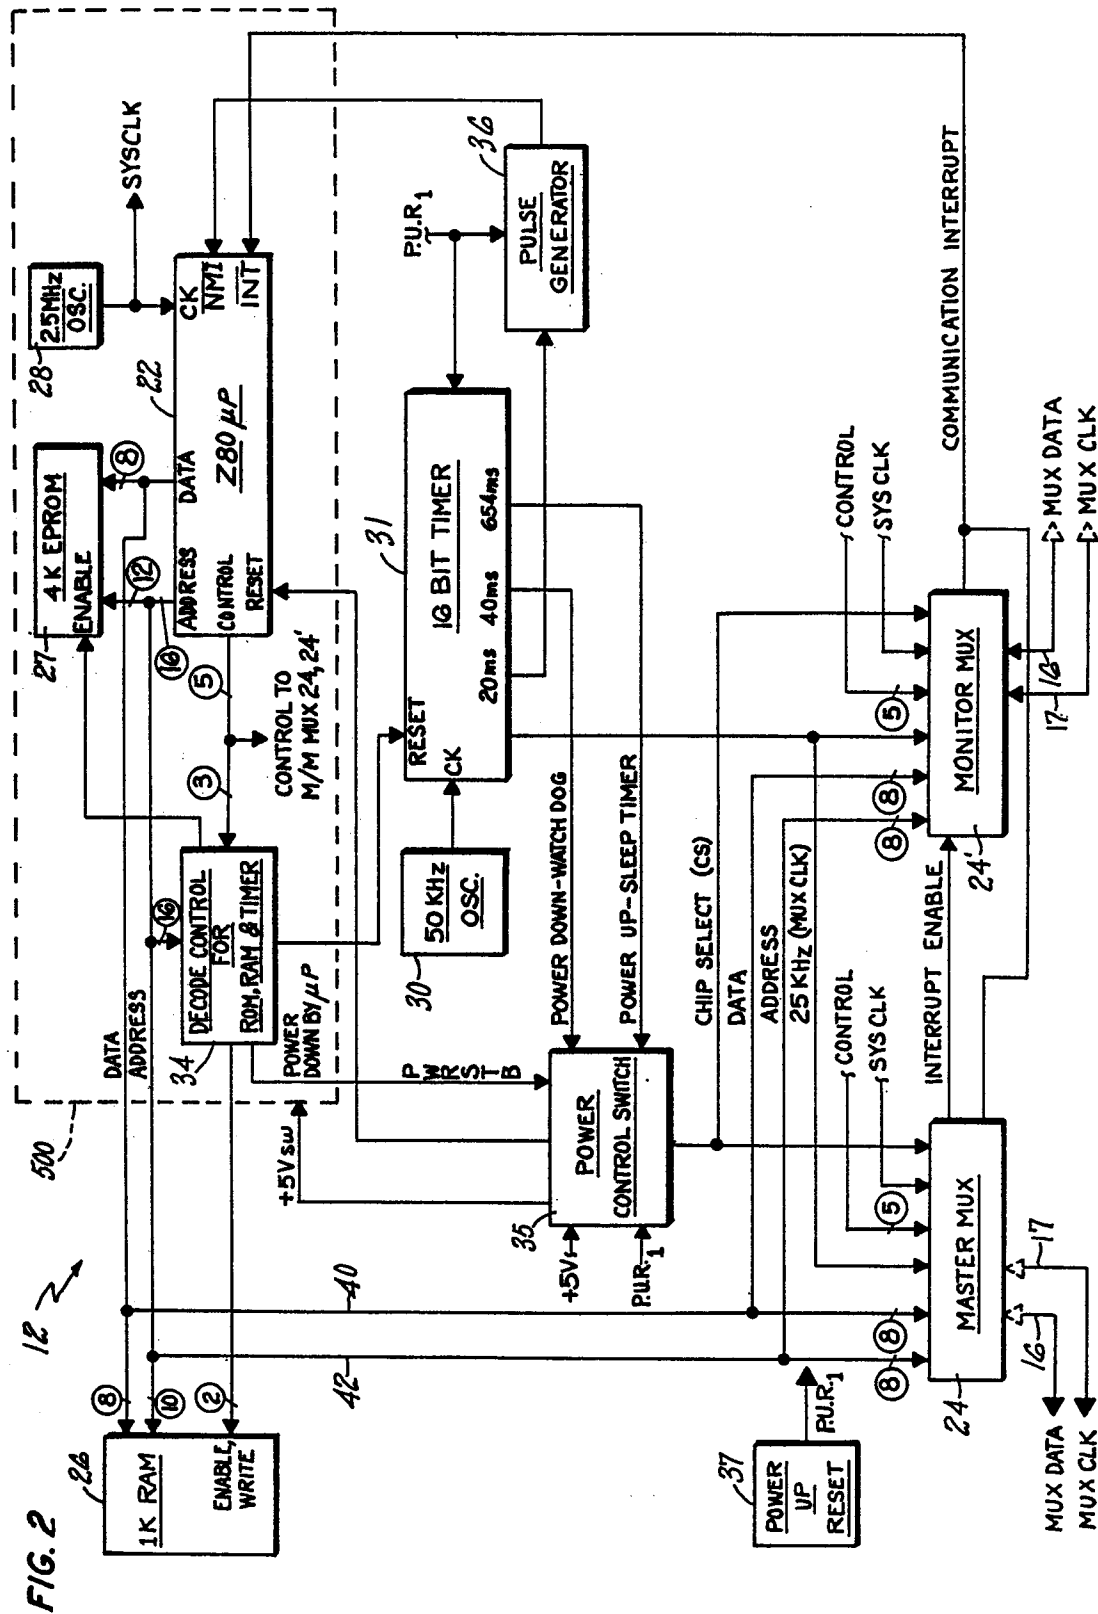 FIG. 2
12
26
1K RAM
ENABLE,
WRITE
8
10
2
40
42
500
DATA
ADDRESS
34
DECODE CONTROL
FOR
ROM, RAM & TIMER
16
3
5
CONTROL TO
M/M MUX 24, 24'
POWER
DOWN BY μP
27
4K EPROM
ENABLE
12
16
8
28
2.5MHz
OSC.
SYSCLK
22
ADDRESS
DATA
CK
NMI
INT
CONTROL
RESET
Z80 μP
+5Vsw
PWRSTB
30
50KHz
OSC.
31
RESET
CK
16 BIT TIMER
20ms
40ms
654ms
P.U.R.1
36
PULSE
GENERATOR
35
POWER
CONTROL SWITCH
+5V
P.U.R.1
POWER DOWN-WATCH DOG
POWER UP-SLEEP TIMER
CHIP SELECT (CS)
DATA
ADDRESS
25 KHz (MUX CLK)
37
POWER
UP
RESET
P.U.R.1
CONTROL
SYS CLK
INTERRUPT ENABLE
8
8
5
24
MASTER MUX
16
17
MUX DATA
MUX CLK
CONTROL
SYS CLK
COMMUNICATION INTERRUPT
8
8
5
24'
MONITOR MUX
17
16
MUX DATA
MUX CLK